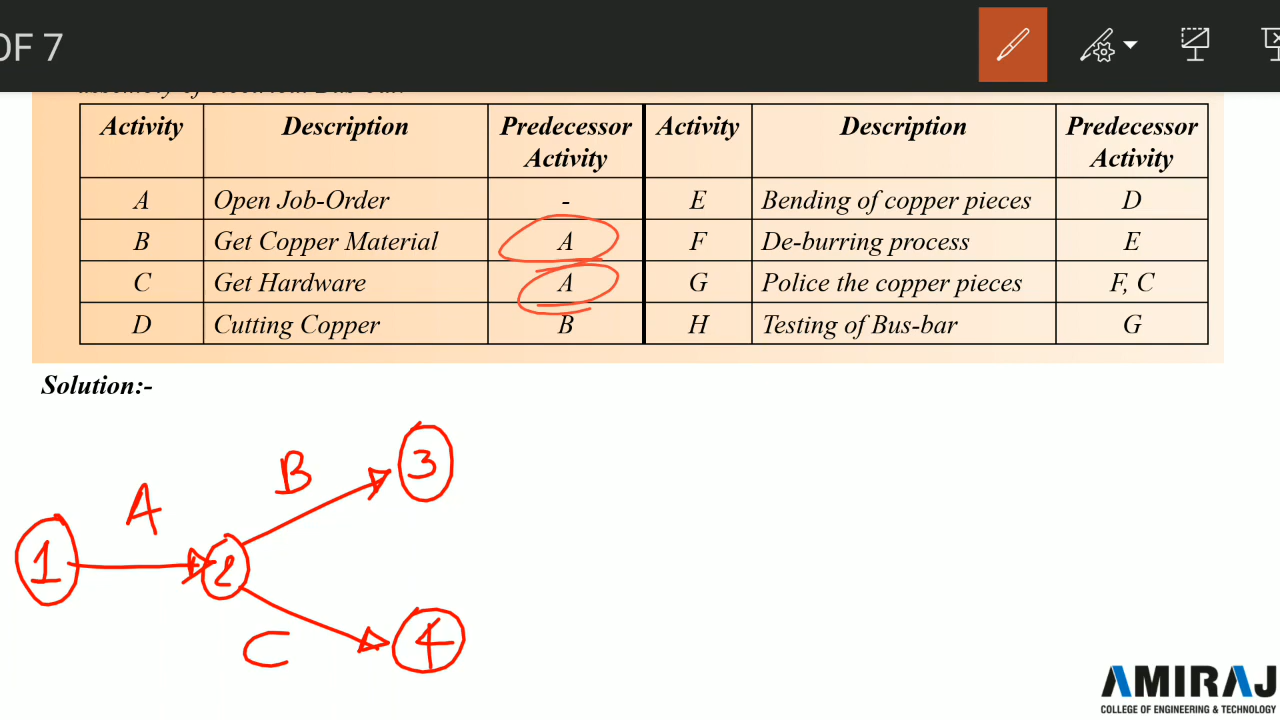 OF 7
Activity Description Predecessor Activity Activity Description Predecessor Activity
A Open Job-Order - E Bending of copper pieces D
B Get Copper Material A F De-burring process E
C Get Hardware A G Police the copper pieces F, C
D Cutting Copper B H Testing of Bus-bar G
Solution:-
B 3
A
1 2
C 4
AMIRAJ
COLLEGE OF ENGINEERING & TECHNOLOGY